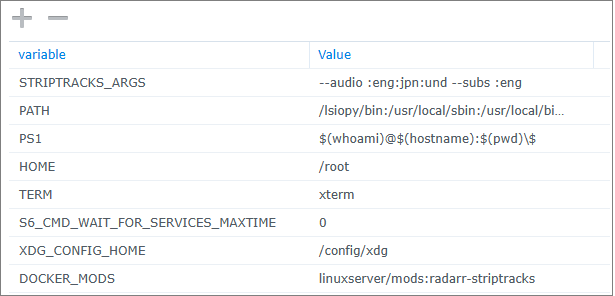 variable Value
STRIPTRACKS_ARGS --audio :eng:jpn:und --subs :eng
PATH /lsiopy/bin:/usr/local/sbin:/usr/local/bi...
PS1 $(whoami)@$(hostname):$(pwd)\$
HOME /root
TERM xterm
S6_CMD_WAIT_FOR_SERVICES_MAXTIME 0
XDG_CONFIG_HOME /config/xdg
DOCKER_MODS linuxserver/mods:radarr-striptracks